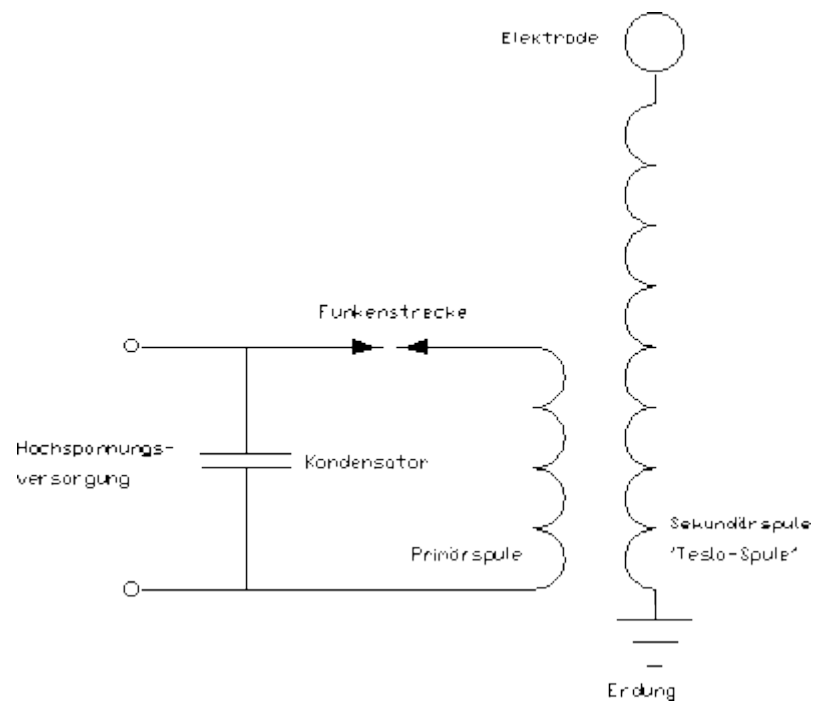 Elektrode
Funkenstrecke
Hochspannungs-
versorgung
Kondensator
Primärspule
Sekundärspule
"Tesla-Spule"
Erdung